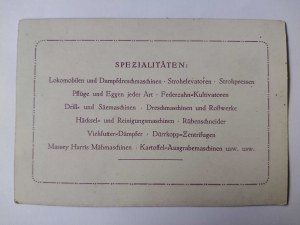 SPEZIALITÄTEN:
Lokomobilen und Dampfdreschmaschinen - Strohelevatoren - Strohpressen
Pflüge und Eggen jeder Art - Federzahn-Kultivatoren
Drill- und Säemaschinen - Dreschmaschinen und Roßwerke
Häcksel- und Reinigungsmaschinen - Rübenschneider
Viehfutter-Dämpfer - Dürrkopp-Zentrifugen
Massey Harris Mähmaschinen - Kartoffel-Ausgrabemaschinen usw. usw.